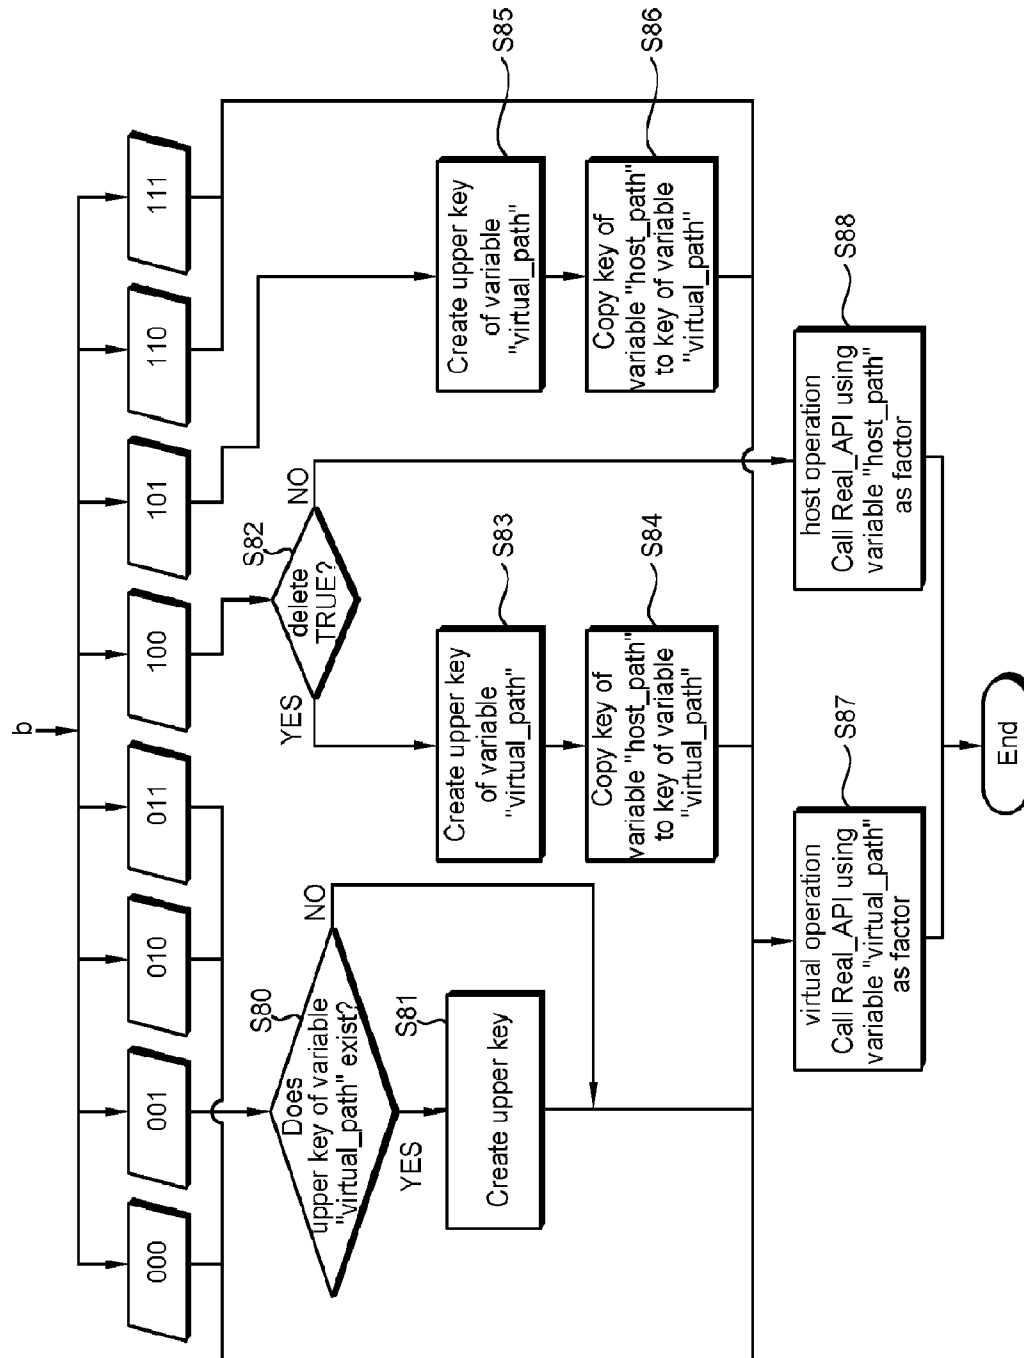 b
000
001
010
011
100
101
110
111
S80
Does
upper key of variable
"virtual_path" exist?
NO
YES
S81
Create upper key
S82
delete
TRUE?
YES
NO
S83
Create upper key
of variable
"virtual_path"
S84
Copy key of
variable "host_path"
to key of variable
"virtual_path"
S85
Create upper key
of variable
"virtual_path"
S86
Copy key of
variable "host_path"
to key of variable
"virtual_path"
S87
virtual operation
Call Real_API using
variable "virtual_path"
as factor
S88
host operation
Call Real_API using
variable "host_path"
as factor
End